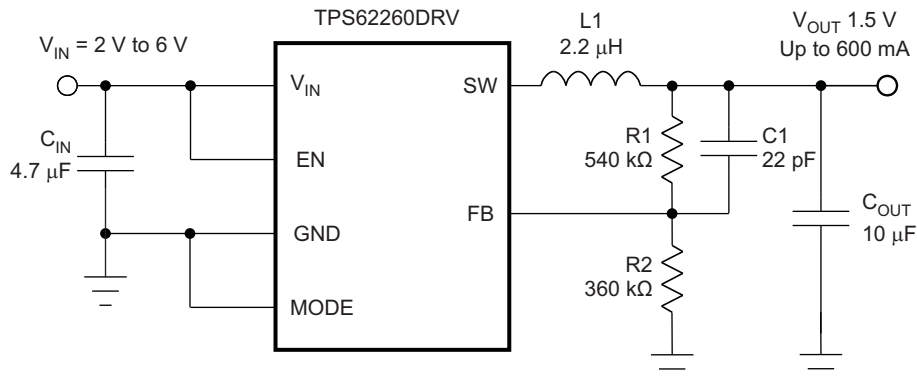 TPS62260DRV
V_IN = 2 V to 6 V
L1
2.2 μH
V_OUT 1.5 V
Up to 600 mA
V_IN
SW
C_IN
4.7 μF
EN
R1
540 kΩ
C1
22 pF
GND
FB
C_OUT
10 μF
R2
360 kΩ
MODE